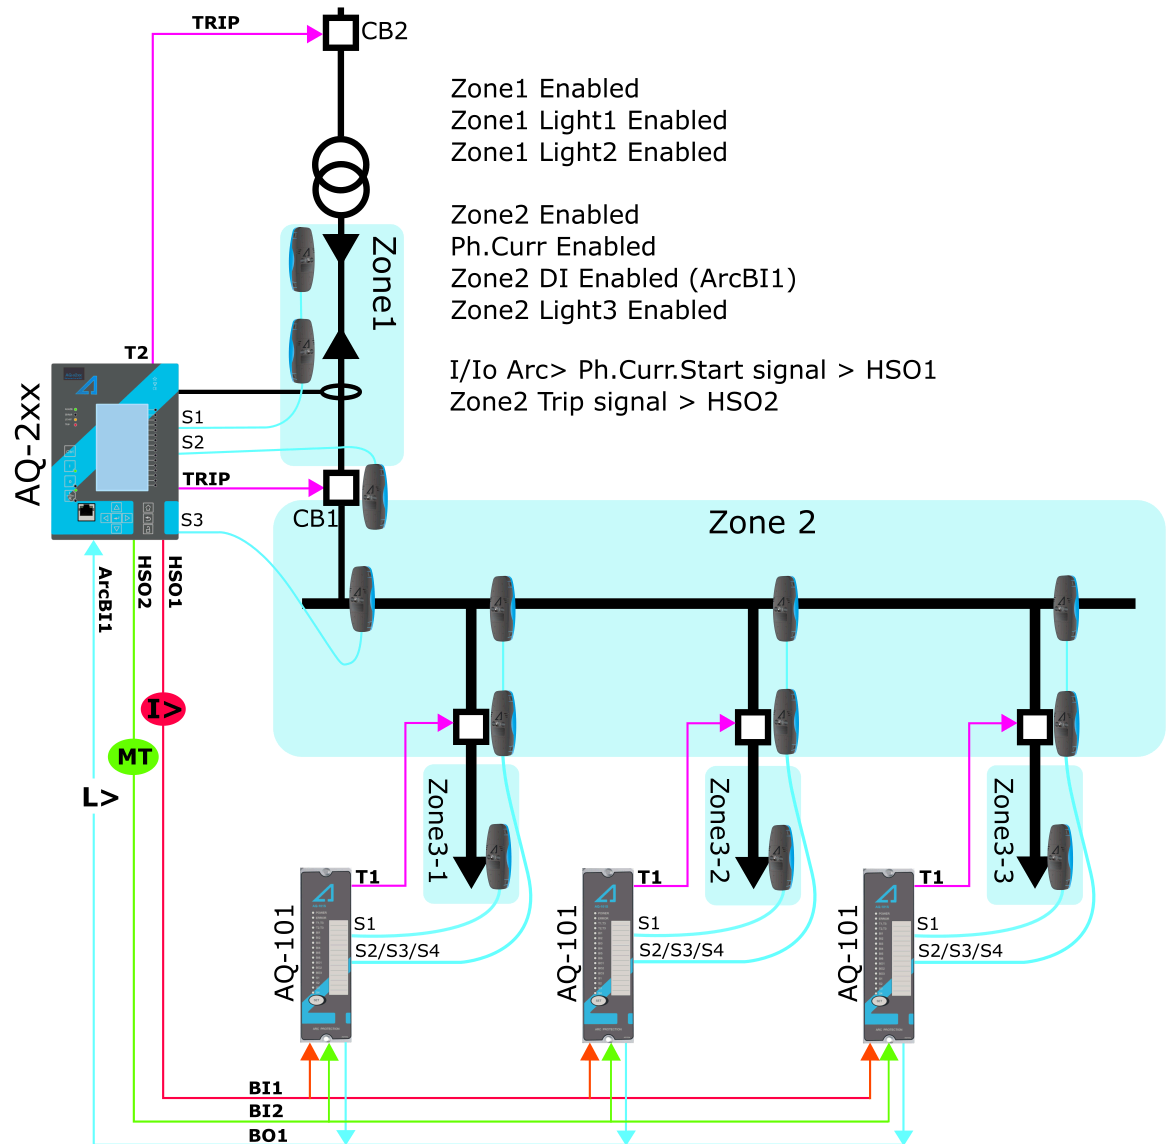 TRIP
CB2
Zone1 Enabled
Zone1 Light1 Enabled
Zone1 Light2 Enabled
Zone2 Enabled
Ph.Curr Enabled
Zone2 DI Enabled (ArcBI1)
Zone2 Light3 Enabled
I/Io Arc> Ph.Curr.Start signal > HSO1
Zone2 Trip signal > HSO2
Zone1
T2
AQ-2xx
S1
S2
TRIP
S3
CB1
Zone 2
ArcBI1
HSO2
HSO1
I>
MT
L>
Zone3-1
Zone3-2
Zone3-3
T1
T1
T1
AQ-101
S1
S2/S3/S4
AQ-101
S1
S2/S3/S4
AQ-101
S1
S2/S3/S4
BI1
BI2
BO1